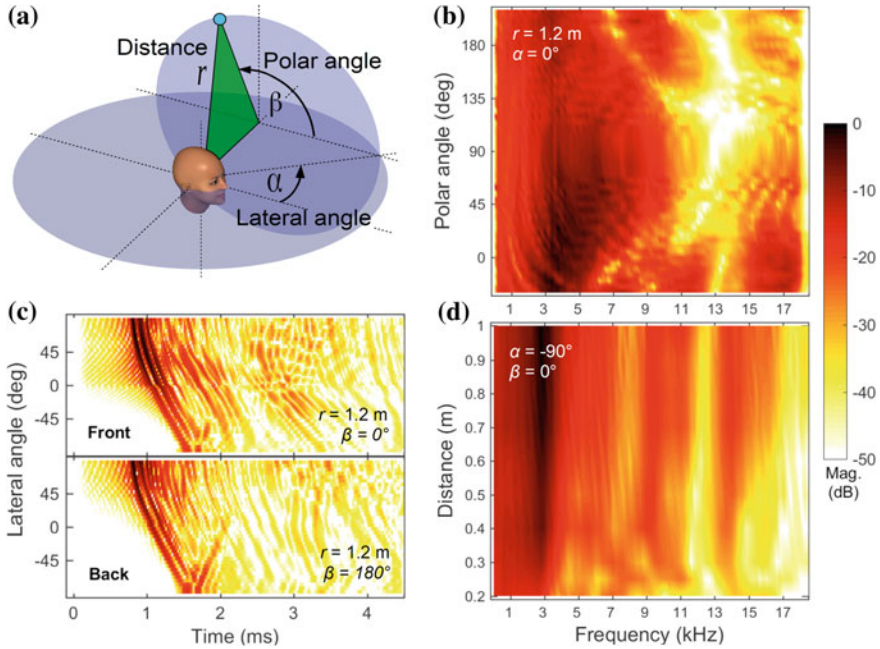 (a)
Distance
r
Polar angle
β
α
Lateral angle
(b)
r = 1.2 m
α = 0°
Polar angle (deg)
180
135
90
45
0
1 3 5 7 9 11 13 15 17
0
-10
-20
-30
-40
-50
Mag.
(dB)
(c)
Lateral angle (deg)
45
0
-45
Front
r = 1.2 m
β = 0°
45
0
-45
Back
r = 1.2 m
β = 180°
0 1 2 3 4
Time (ms)
(d)
α = -90°
β = 0°
Distance (m)
1
0.9
0.8
0.7
0.6
0.5
0.4
0.3
0.2
1 3 5 7 9 11 13 15 17
Frequency (kHz)